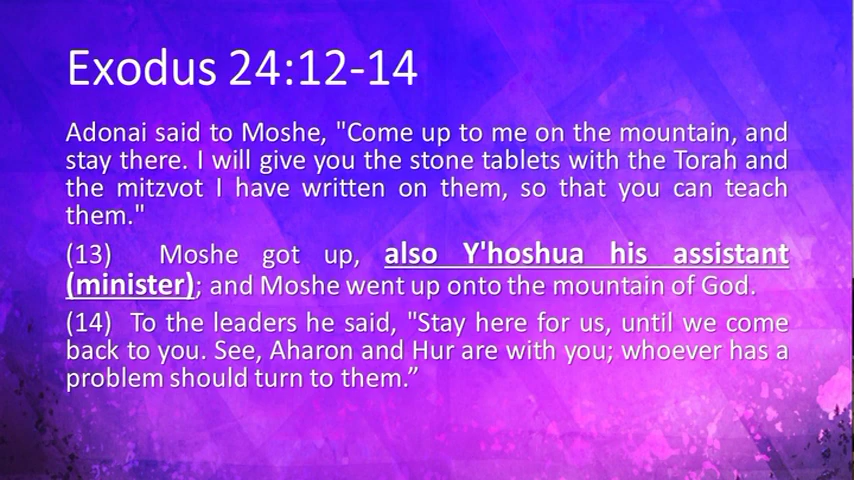 Exodus 24:12-14
Adonai said to Moshe, "Come up to me on the mountain, and
stay there. I will give you the stone tablets with the Torah and
the mitzvot I have written on them, so that you can teach
them."
(13) Moshe got up, also Y'hoshua his assistant
(minister); and Moshe went up onto the mountain of God.
(14) To the leaders he said, "Stay here for us, until we come
back to you. See, Aharon and Hur are with you; whoever has a
problem should turn to them.”